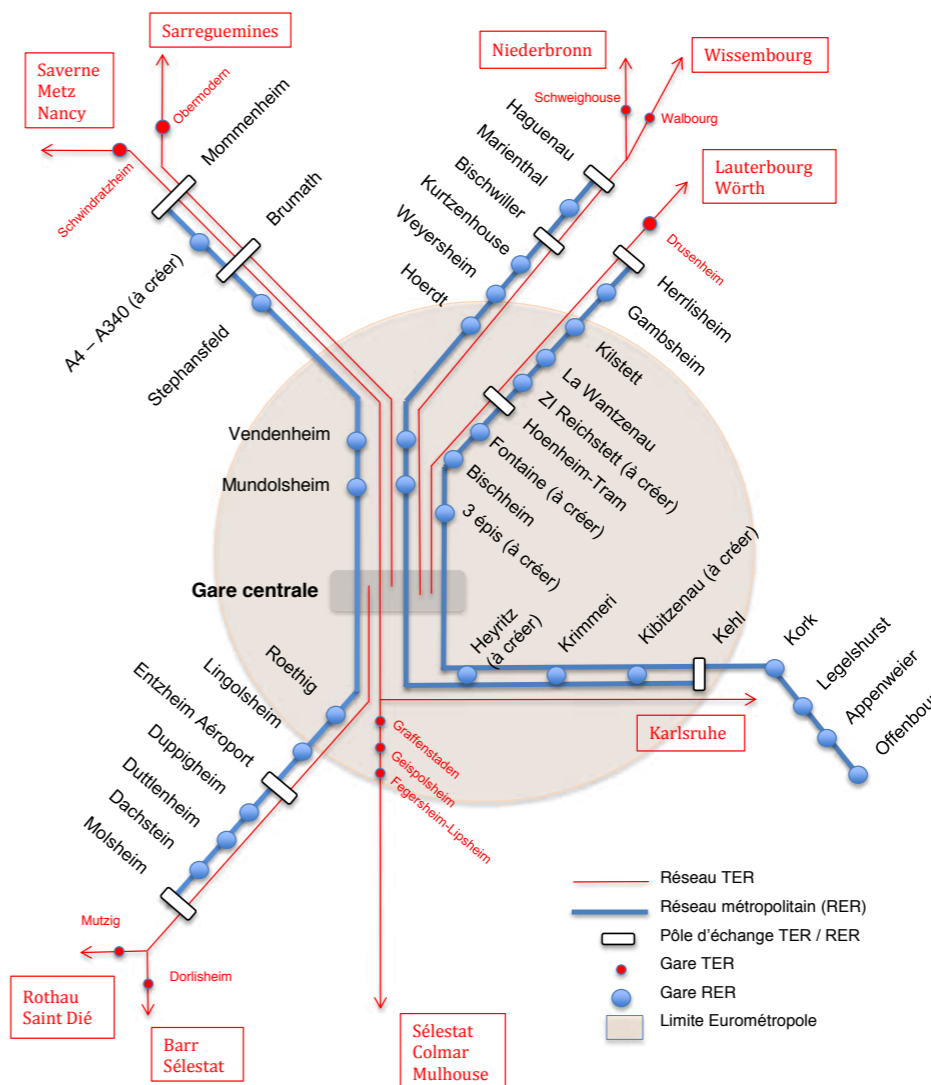 Sarreguemines
Saverne
Metz
Nancy
Niederbronn
Wissembourg
Lauterbourg
Wörth
Obermodern
Schwindratzheim
Schweighouse
Walbourg
Drusenheim
Mommenheim
Brumath
A4 – A340 (à créer)
Stephansfeld
Vendenheim
Mundolsheim
Haguenau
Marienthal
Bischwiller
Kurtzenhouse
Weyersheim
Hoerdt
Herrlisheim
Gambsheim
Kilstett
La Wantzenau
ZI Reichstett (à créer)
Hoenheim-Tram
Fontaine (à créer)
Bischheim
3 épis (à créer)
Gare centrale
Heyritz
(à créer)
Krimmeri
Kibitzenau (à créer)
Kehl
Kork
Legelshurst
Appenweier
Karlsruhe
Roethig
Lingolsheim
Entzheim Aéroport
Duppigheim
Duttlenheim
Dachstein
Molsheim
Graffenstaden
Geispolsheim
Fegersheim-Lipsheim
Mutzig
Dorlisheim
Rothau
Saint Dié
Barr
Sélestat
Sélestat
Colmar
Mulhouse
Réseau TER
Réseau métropolitain (RER)
Pôle d'échange TER / RER
Gare TER
Gare RER
Limite Eurométropole